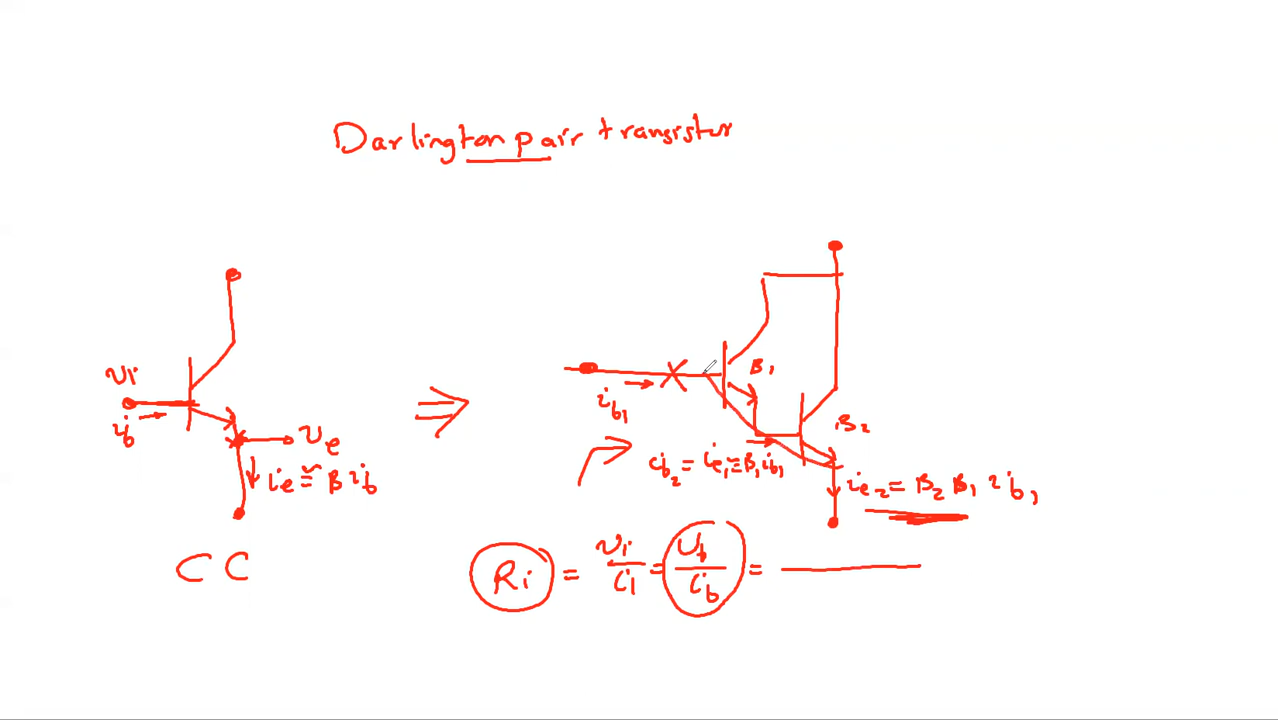 Darlington pair transistor
vi
ib
ve
ie ≅ β ib
CC
ib1
β1
β2
ib2 = ie1 ≅ β1 ib1
ie2 = β2 β1 ib1
Ri = vi/ii = vb/ib =